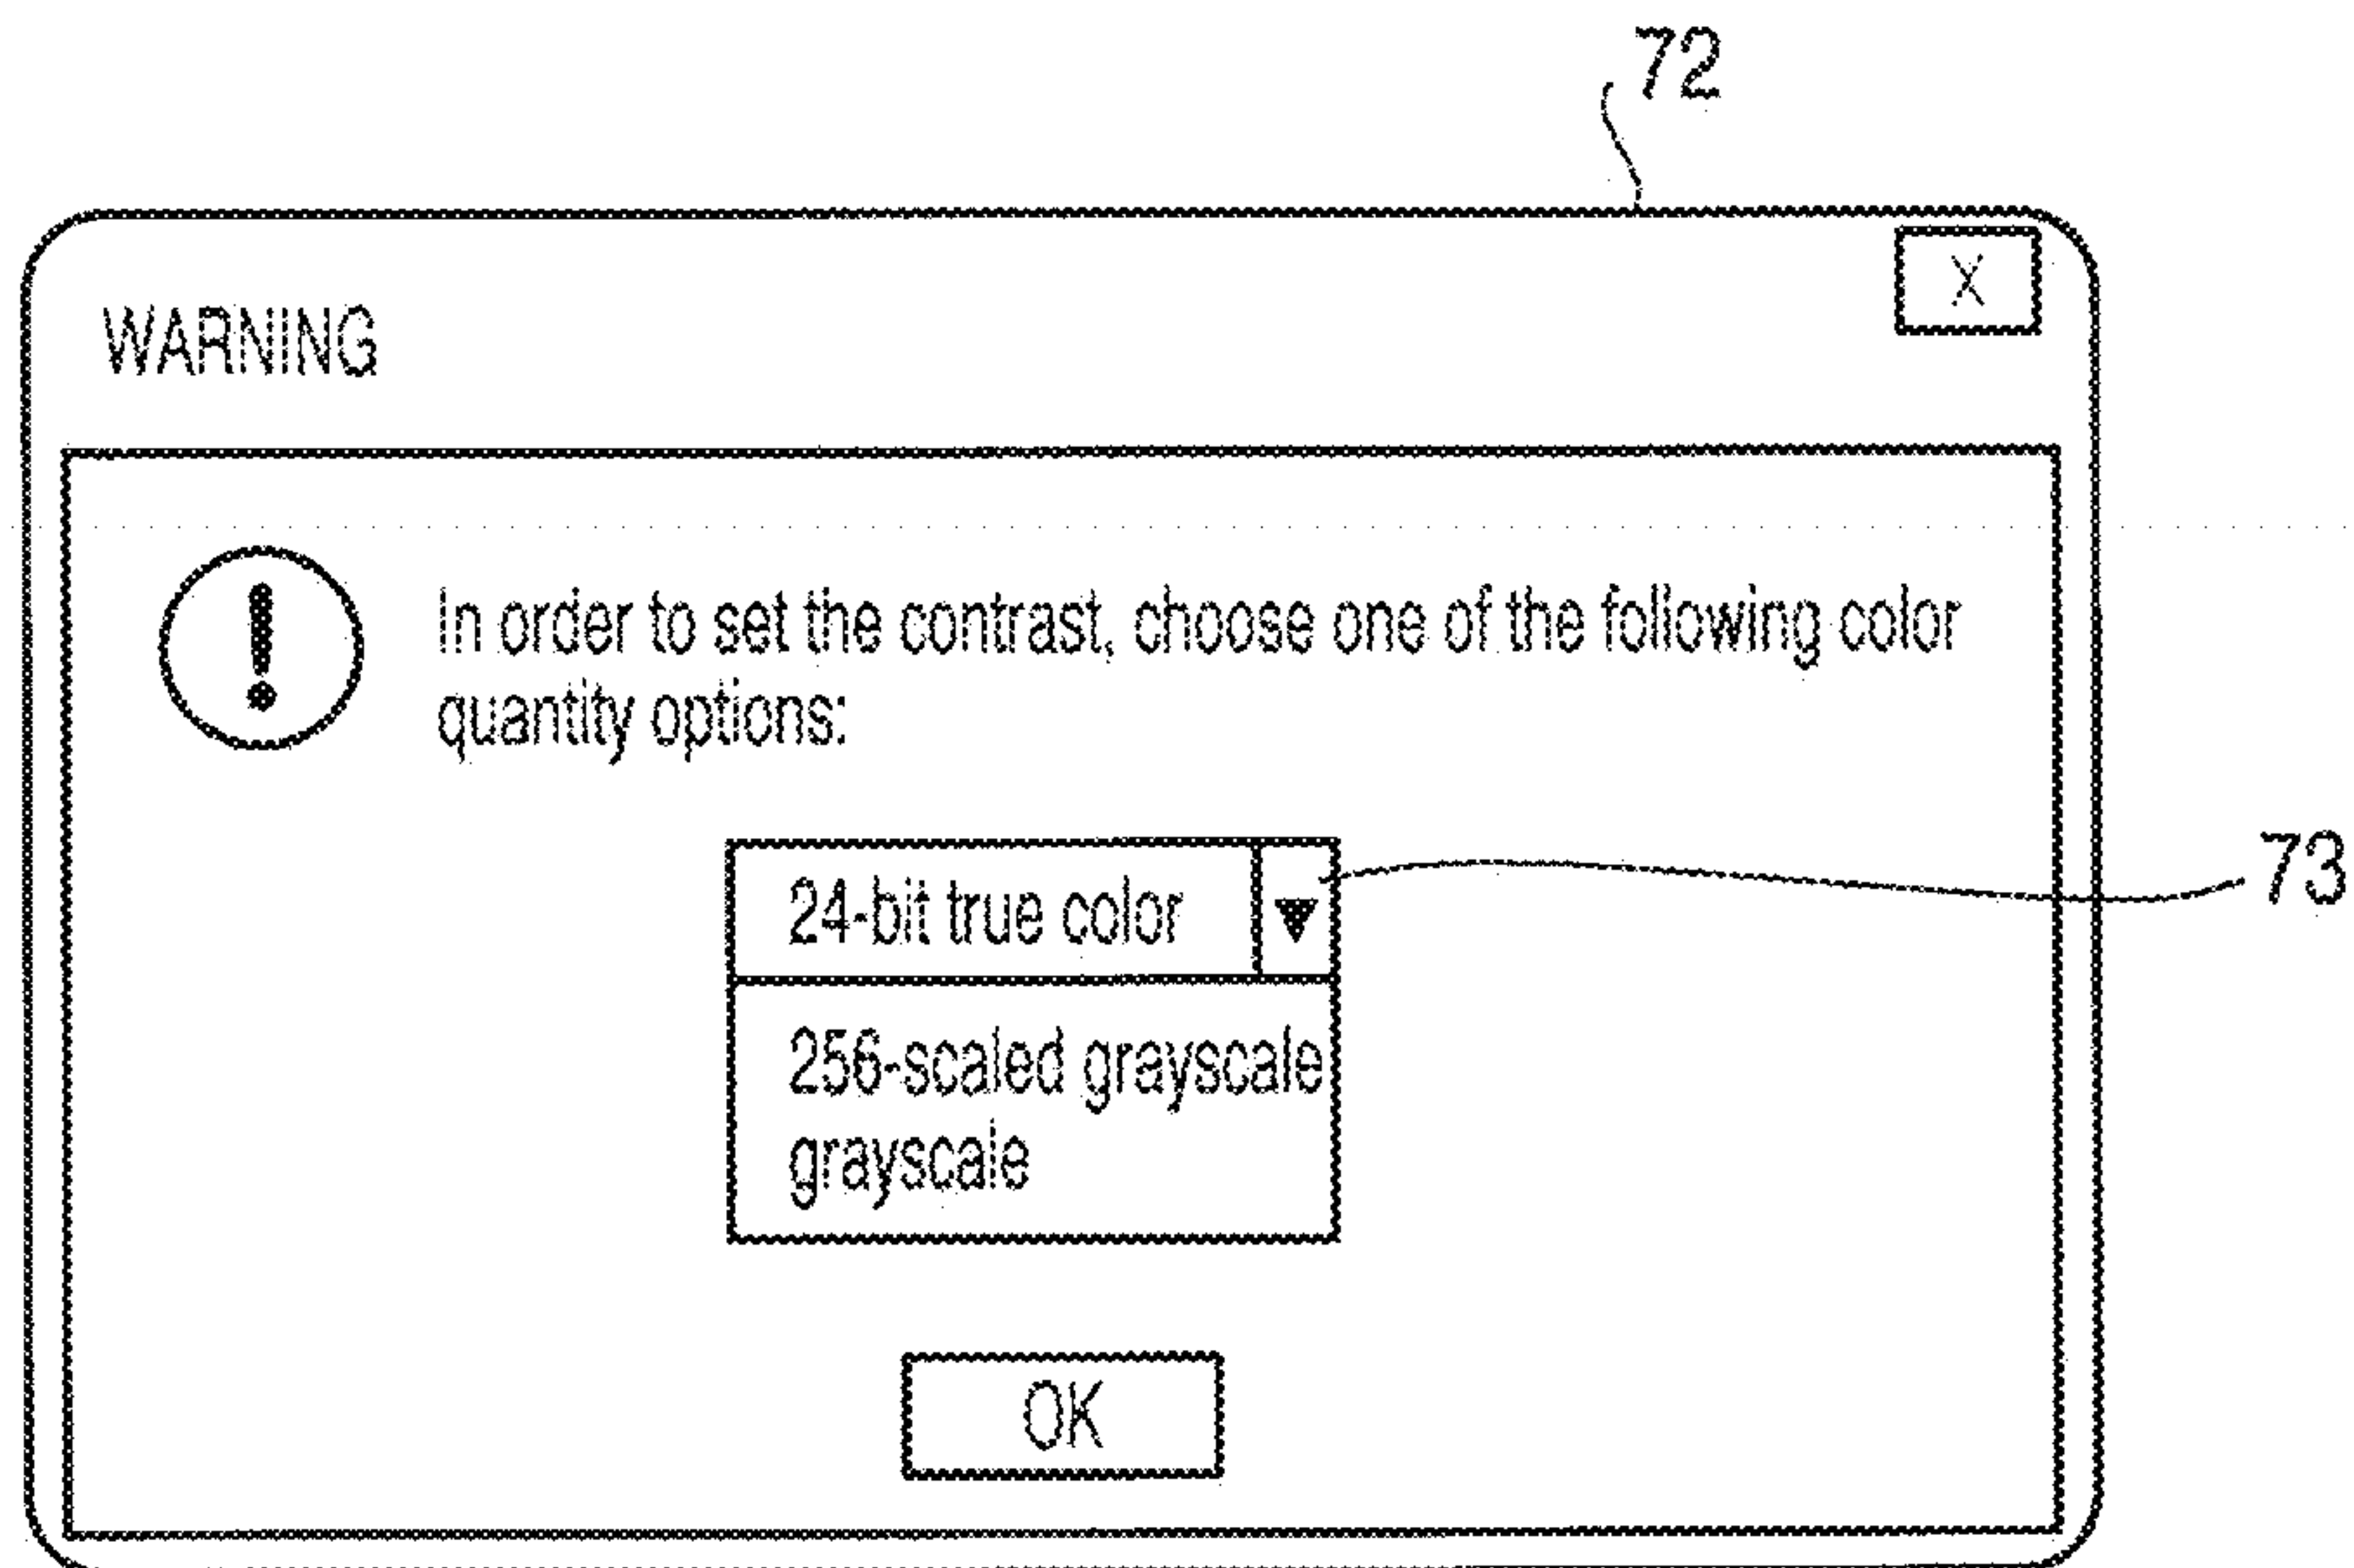 72
X
WARNING
In order to set the contrast, choose one of the following color
quantity options:
24-bit true color
73
256-scaled grayscale
grayscale
OK